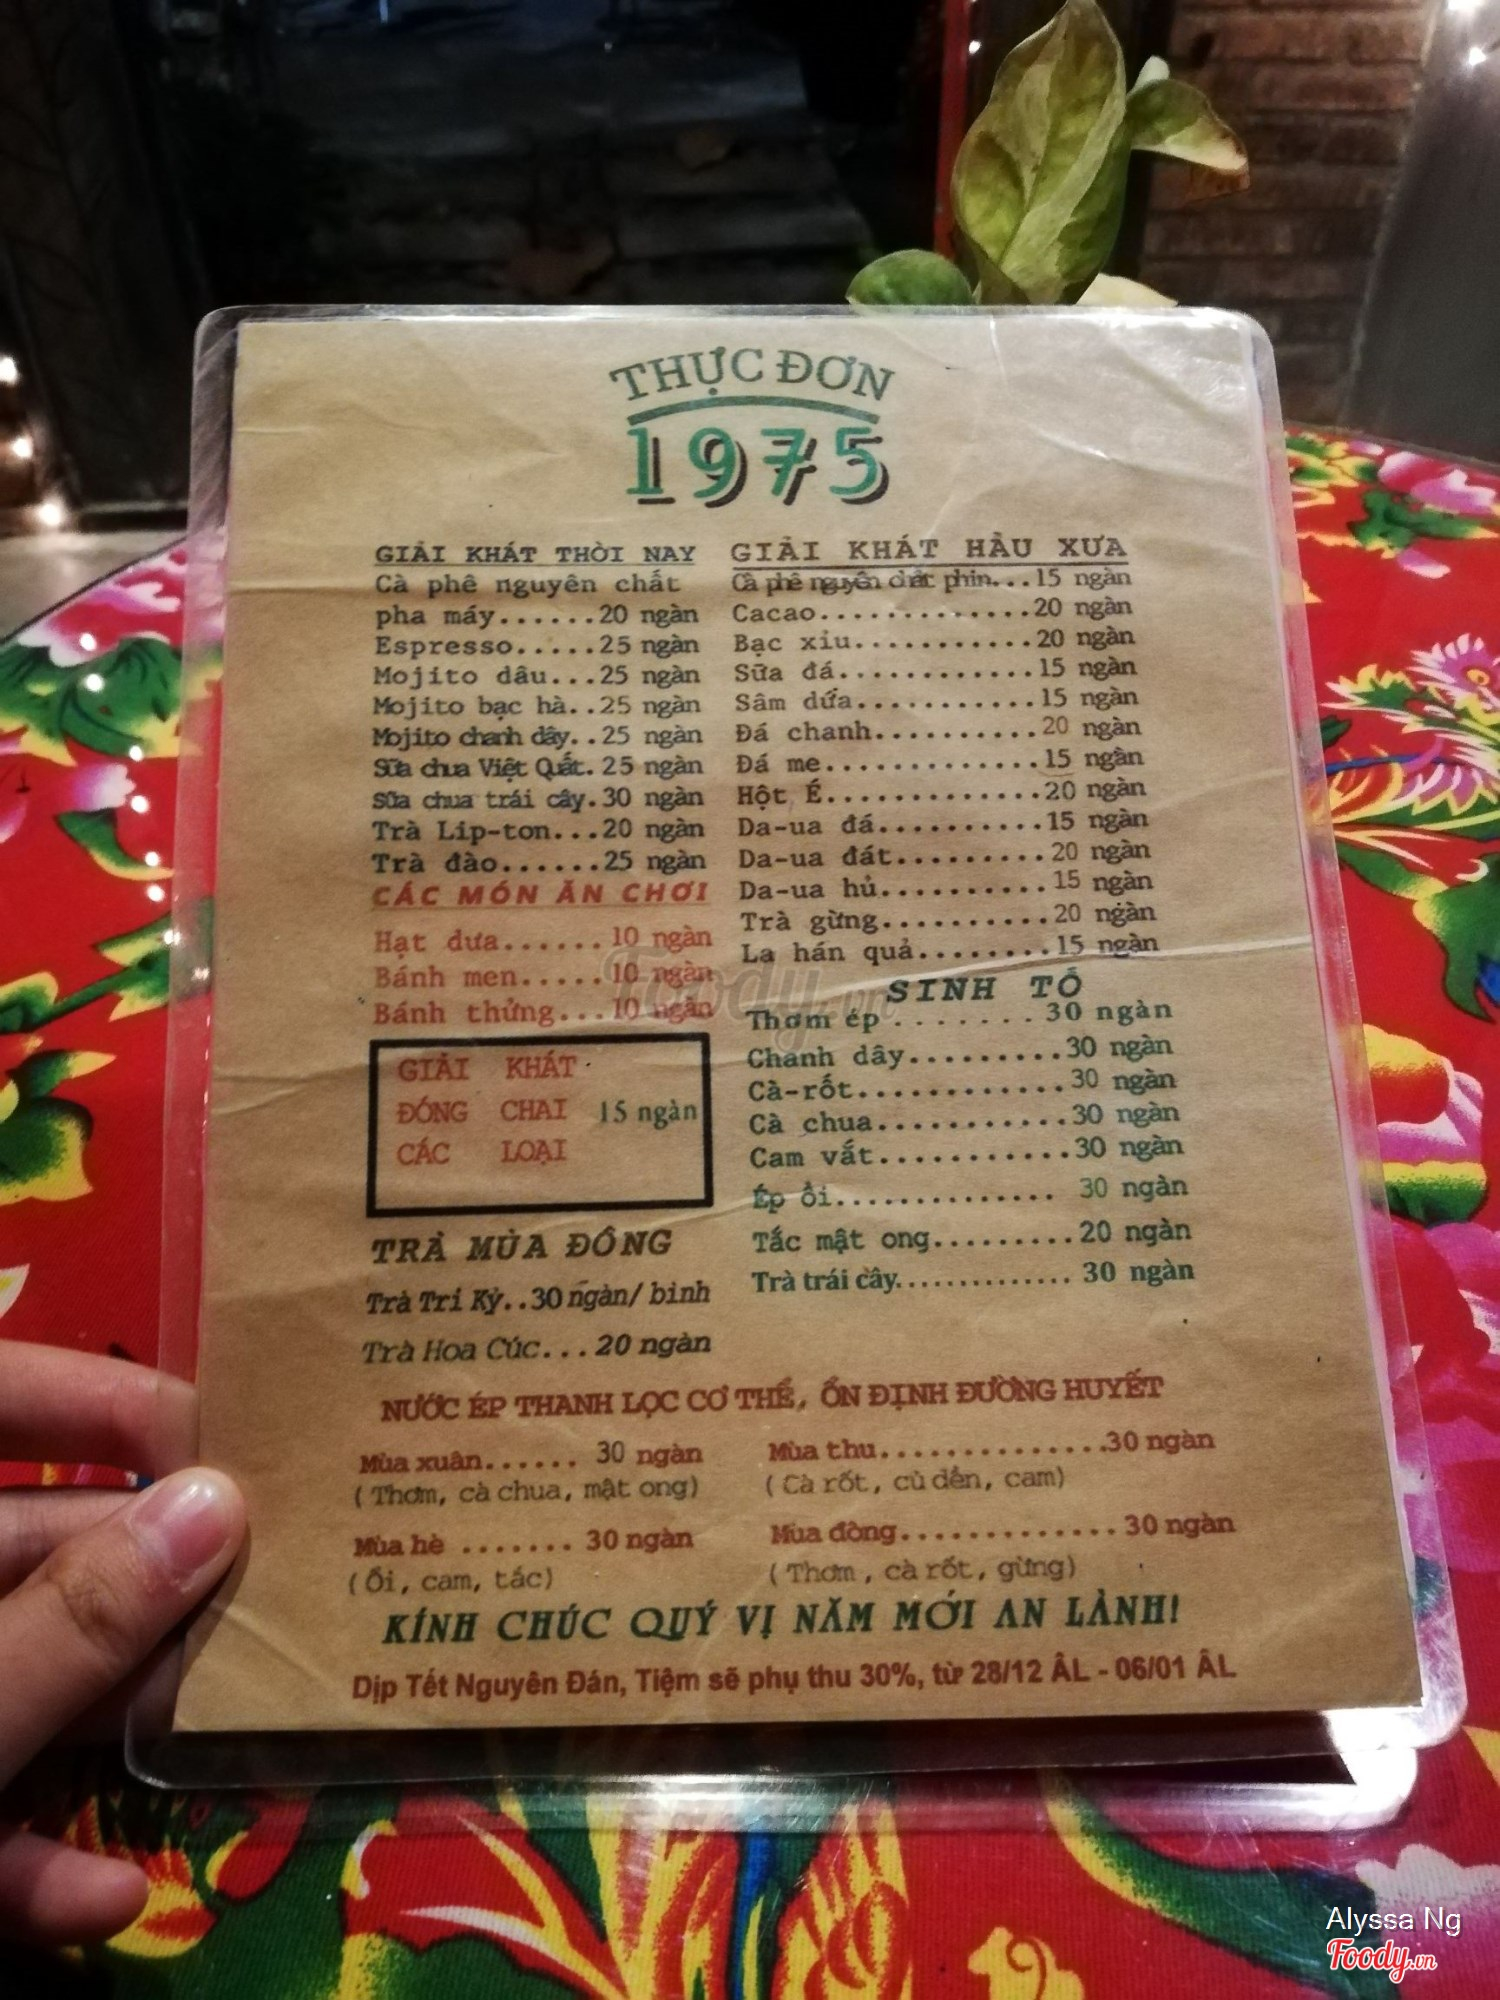 THỰC ĐƠN
1975
GIẢI KHÁT THỜI NAY
Cà phê nguyên chất
pha máy......20 ngàn
Espresso.....25 ngàn
Mojito dâu...25 ngàn
Mojito bạc hà..25 ngàn
Mojito chanh dây..25 ngàn
Sữa chua Việt Quất.25 ngàn
Sữa chua trái cây.30 ngàn
Trà Lip-ton...20 ngàn
Trà đào......25 ngàn
CÁC MÓN ĂN CHƠI
Hạt dưa......10 ngàn
Bánh men.....10 ngàn
Bánh thửng...10 ngàn
GIẢI KHÁT
ĐÓNG CHAI 15 ngàn
CÁC LOẠI
TRÀ MÙA ĐÔNG
Trà Tri Kỷ..30 ngàn/ bình
Trà Hoa Cúc...20 ngàn
GIẢI KHÁT HẦU XƯA
Cà phê nguyên chất phin...15 ngàn
Cacao.............20 ngàn
Bạc xỉu...........20 ngàn
Sữa đá............15 ngàn
Sâm dứa...........15 ngàn
Đá chanh..........20 ngàn
Đá me.............15 ngàn
Hột É.............20 ngàn
Da-ua đá..........15 ngàn
Da-ua đát.........20 ngàn
Da-ua hủ..........15 ngàn
Trà gừng..........20 ngàn
La hán quả........15 ngàn
SINH TỐ
Thơm ép ....... 30 ngàn
Chanh dây.........30 ngàn
Cà-rốt............30 ngàn
Cà chua...........30 ngàn
Cam vắt...........30 ngàn
Ép ổi.............. 30 ngàn
Tắc mật ong.........20 ngàn
Trà trái cây.............. 30 ngàn
NƯỚC ÉP THANH LỌC CƠ THỂ, ỔN ĐỊNH ĐƯỜNG HUYẾT
Mùa xuân...... 30 ngàn
(Thơm, cà chua, mật ong)
Mùa hè ....... 30 ngàn
(Ổi, cam, tắc)
Mùa thu..............30 ngàn
(Cà rốt, củ dền, cam)
Mùa đông............. 30 ngàn
(Thơm, cà rốt, gừng)
KÍNH CHÚC QUÝ VỊ NĂM MỚI AN LÀNH!
Dịp Tết Nguyên Đán, Tiệm sẽ phụ thu 30%, từ 28/12 ÂL - 06/01 ÂL
Foody.vn
Alyssa Ng
Foody.vn